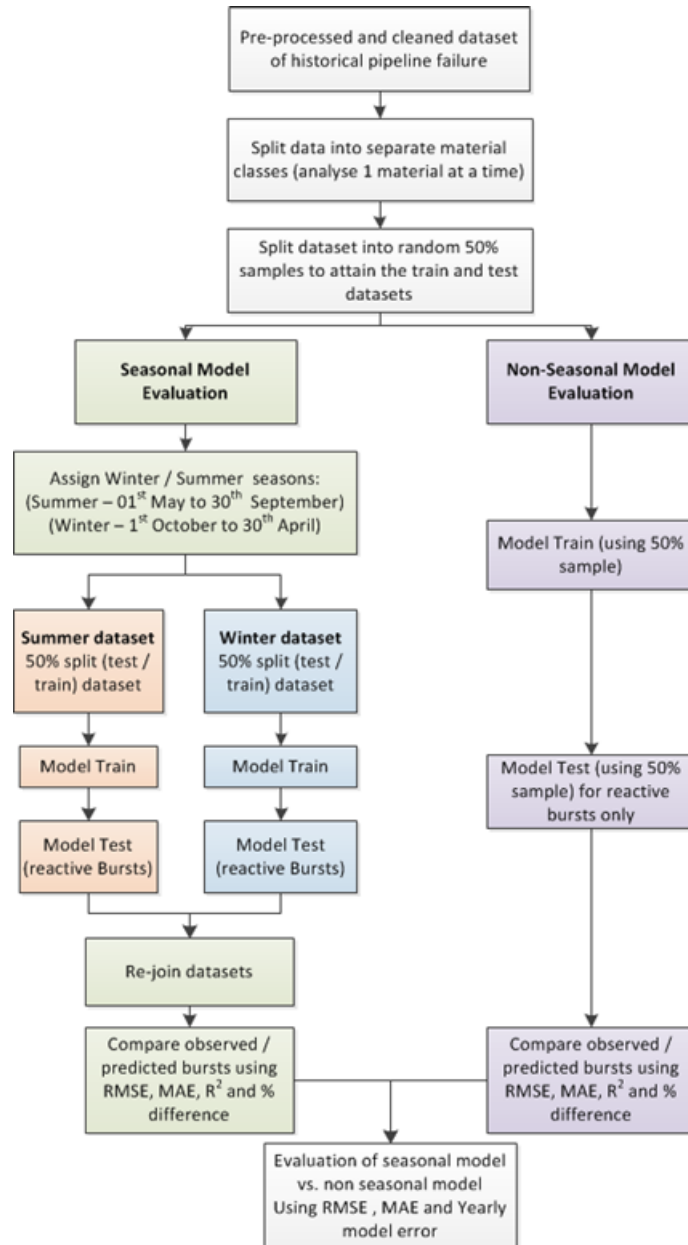 Pre-processed and cleaned dataset
of historical pipeline failure
Split data into separate material
classes (analyse 1 material at a time)
Split dataset into random 50%
samples to attain the train and test
datasets
Seasonal Model
Evaluation
Non-Seasonal Model
Evaluation
Assign Winter / Summer seasons:
(Summer – 01st May to 30th September)
(Winter – 1st October to 30th April)
Summer dataset
50% split (test /
train) dataset
Winter dataset
50% split (test /
train) dataset
Model Train (using 50%
sample)
Model Train
Model Train
Model Test
(reactive Bursts)
Model Test
(reactive Bursts)
Model Test (using 50%
sample) for reactive
bursts only
Re-join datasets
Compare observed /
predicted bursts using
RMSE, MAE, R² and %
difference
Compare observed /
predicted bursts using
RMSE, MAE, R² and %
difference
Evaluation of seasonal model
vs. non seasonal model
Using RMSE , MAE and Yearly
model error